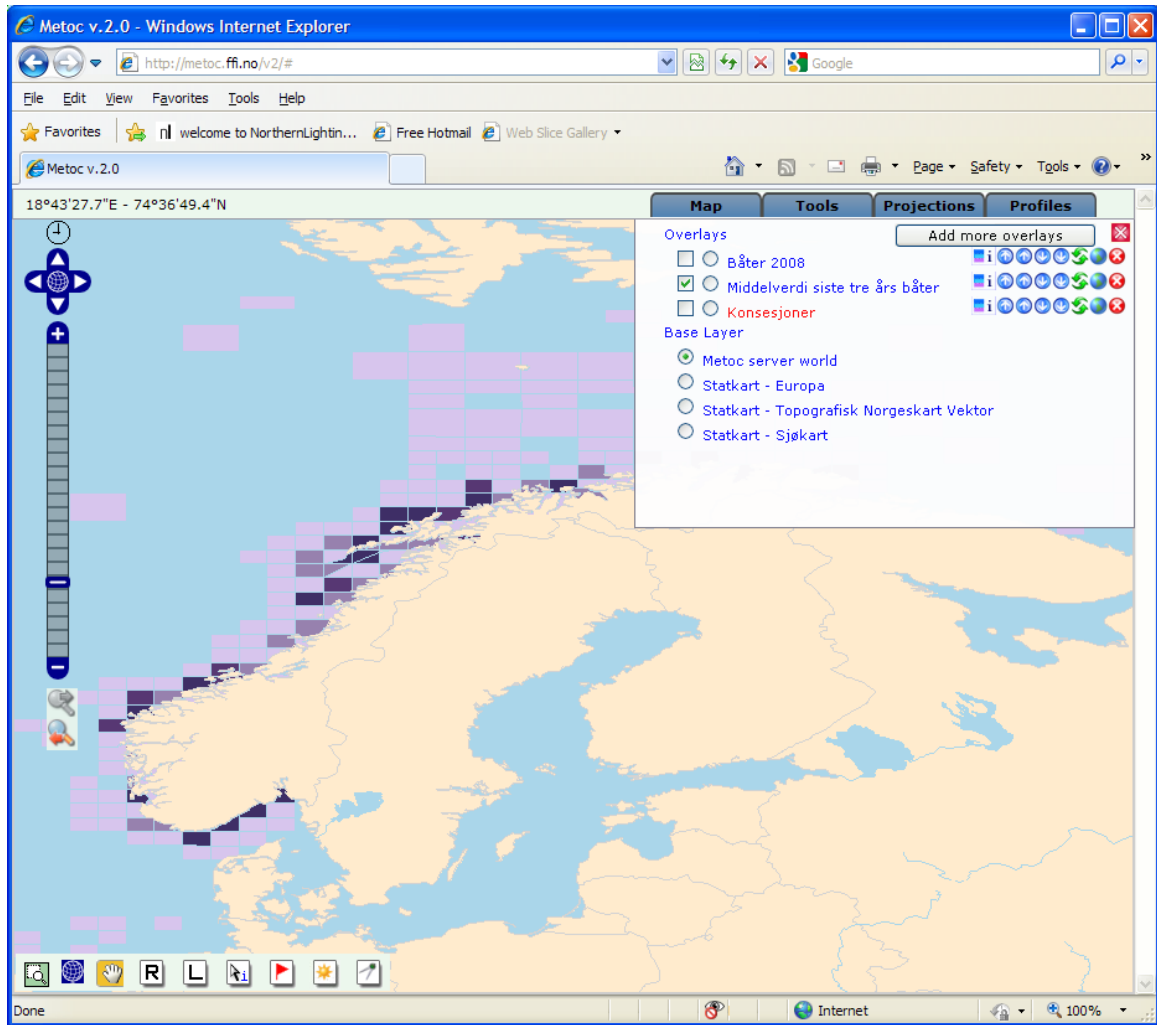 Metoc v.2.0 - Windows Internet Explorer
http://metoc.ffi.no/v2/#
Google
File Edit View Favorites Tools Help
Favorites nl welcome to NorthernLightin... Free Hotmail Web Slice Gallery
Metoc v.2.0 Page Safety Tools »
18°43'27.7"E - 74°36'49.4"N Map Tools Projections Profiles
Overlays Add more overlays
Båter 2008 i
Middelverdi siste tre års båter i
Konsesjoner i
Base Layer
Metoc server world
Statkart - Europa
Statkart - Topografisk Norgeskart Vektor
Statkart - Sjøkart
R L i
Done Internet 100%